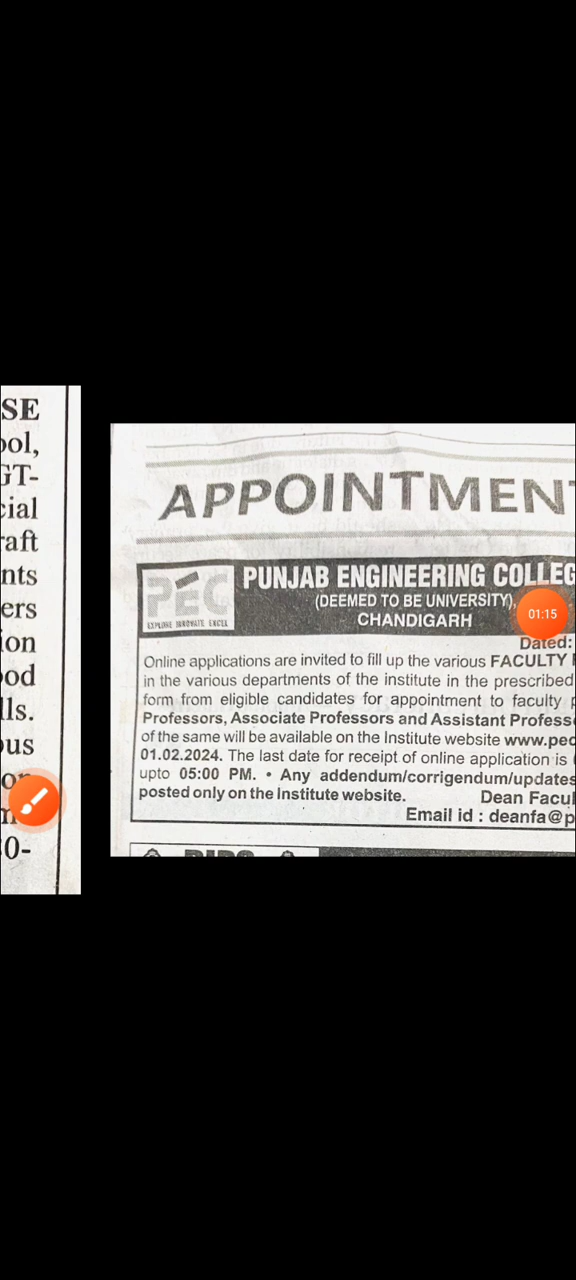 SE
ool,
GT-
cial
raft
nts
ers
ion
ood
lls.
ous
or
0-
APPOINTMEN
PEC
EXPLORE INNOVATE EXCEL
PUNJAB ENGINEERING COLLEG
(DEEMED TO BE UNIVERSITY),
CHANDIGARH
01:15
Dated:
Online applications are invited to fill up the various FACULTY
in the various departments of the institute in the prescribed
form from eligible candidates for appointment to faculty
Professors, Associate Professors and Assistant Profess
of the same will be available on the Institute website www.pec
01.02.2024. The last date for receipt of online application is
upto 05:00 PM. • Any addendum/corrigendum/updates
posted only on the Institute website.
Dean Facul
Email id : deanfa@p